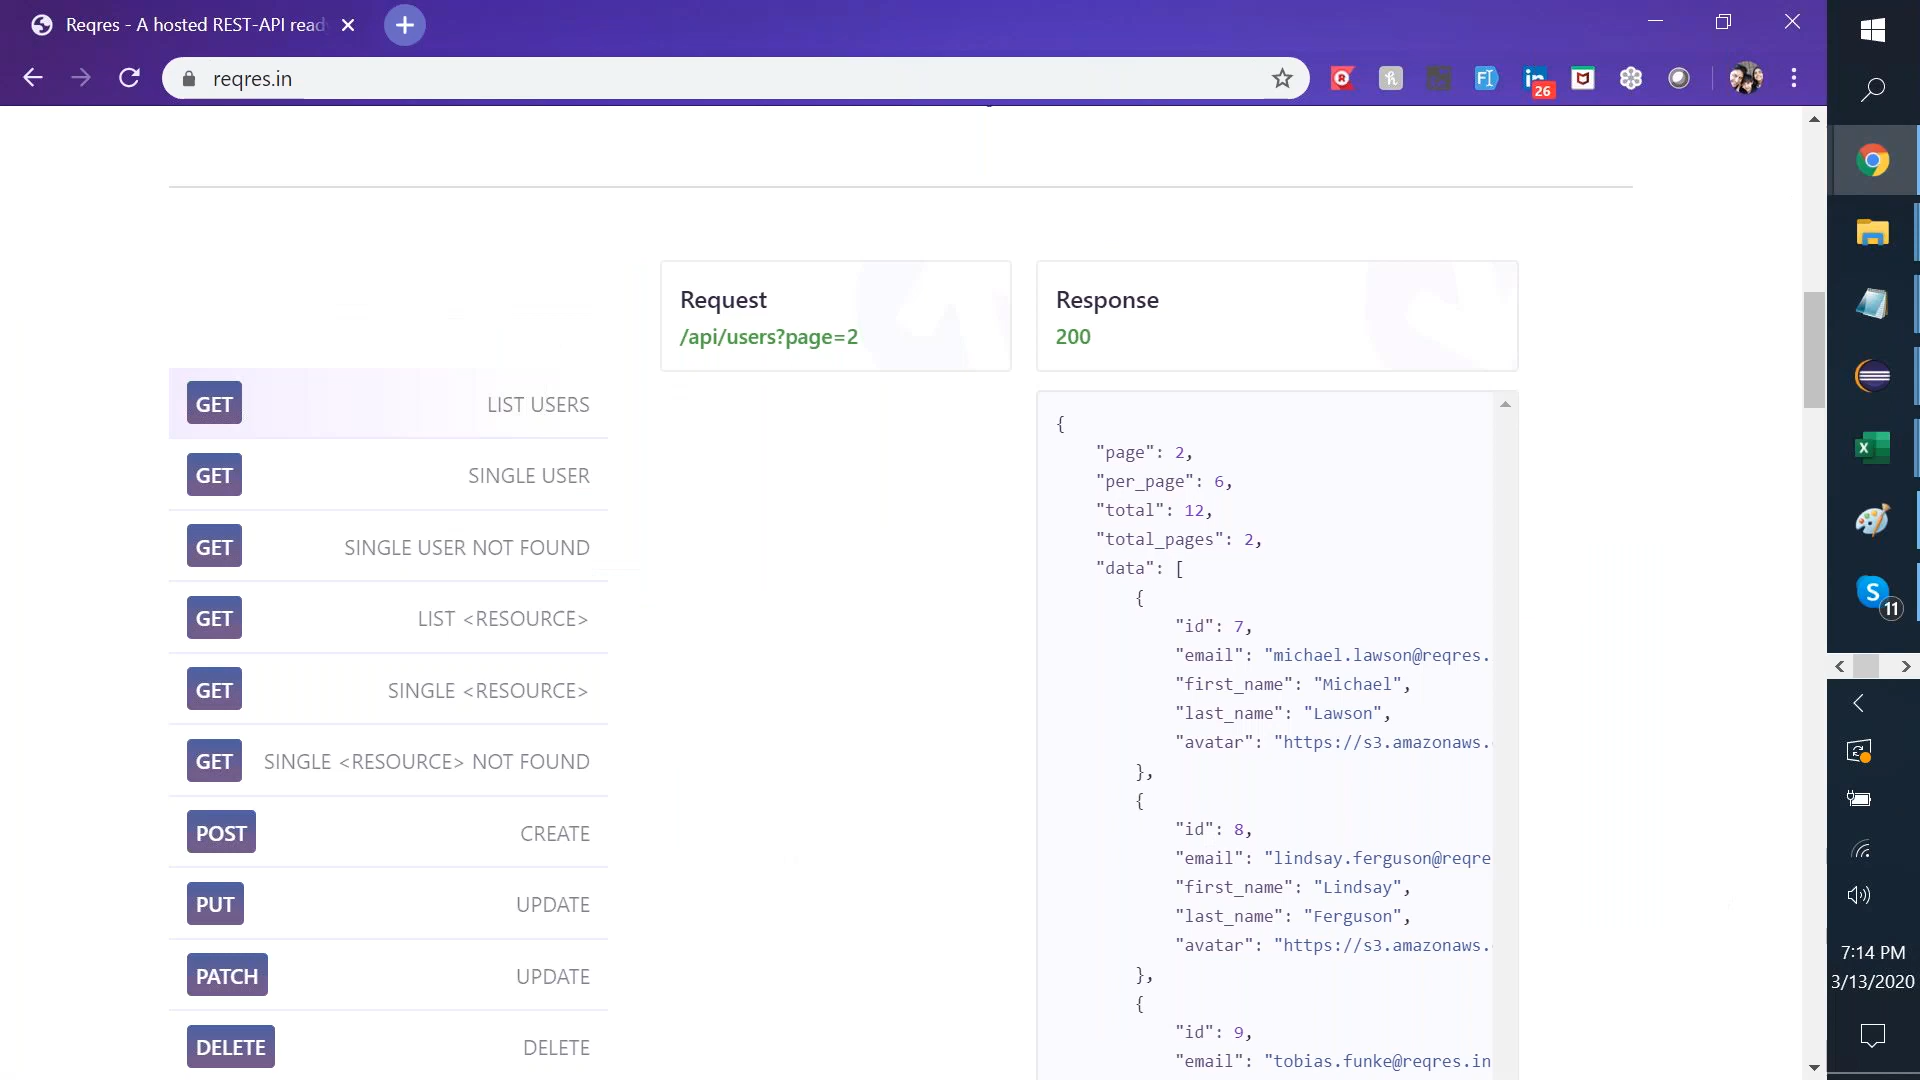 Reqres - A hosted REST-API read
reqres.in
26
Request
/api/users?page=2
Response
200
GET LIST USERS
GET SINGLE USER
GET SINGLE USER NOT FOUND
GET LIST <RESOURCE>
GET SINGLE <RESOURCE>
GET SINGLE <RESOURCE> NOT FOUND
POST CREATE
PUT UPDATE
PATCH UPDATE
DELETE DELETE
{
"page": 2,
"per_page": 6,
"total": 12,
"total_pages": 2,
"data": [
{
"id": 7,
"email": "michael.lawson@reqres.
"first_name": "Michael",
"last_name": "Lawson",
"avatar": "https://s3.amazonaws.
},
{
"id": 8,
"email": "lindsay.ferguson@reqre
"first_name": "Lindsay",
"last_name": "Ferguson",
"avatar": "https://s3.amazonaws.
},
{
"id": 9,
"email": "tobias.funke@reqres.in
11
7:14 PM
3/13/2020